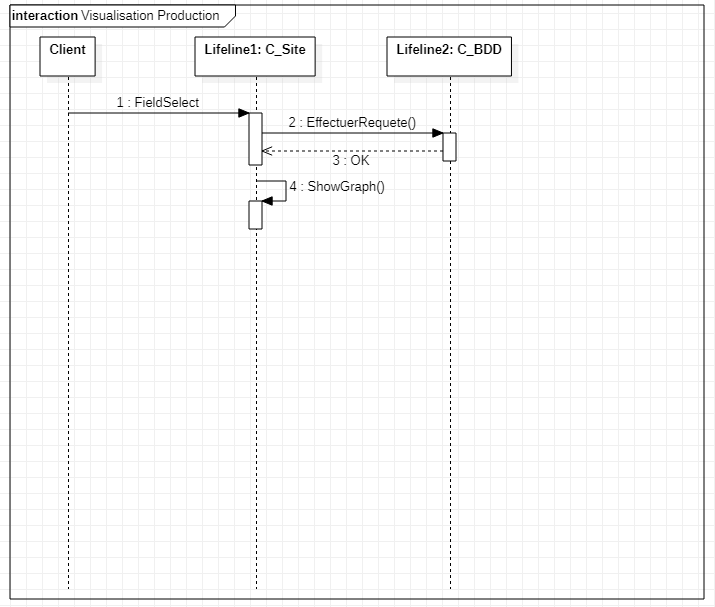 interaction Visualisation Production
Client
Lifeline1: C_Site
Lifeline2: C_BDD
1 : FieldSelect
2 : EffectuerRequete()
3 : OK
4 : ShowGraph()